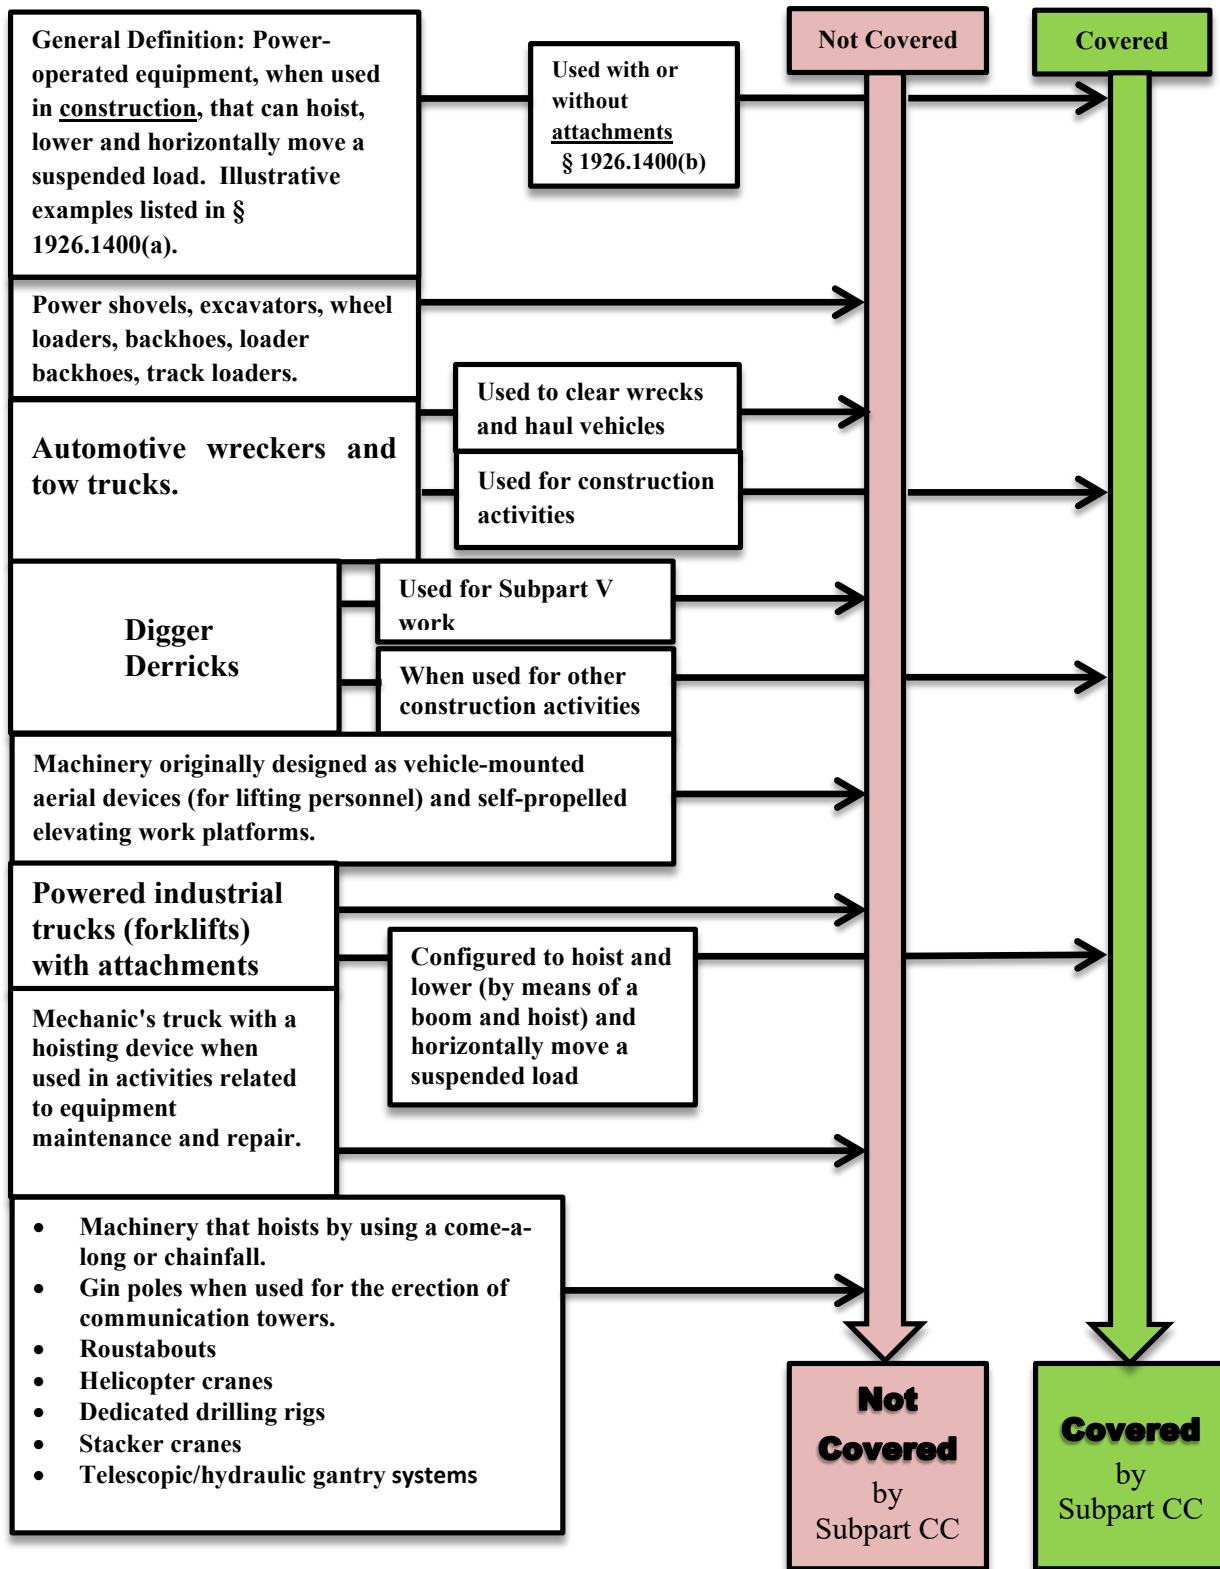 General Definition: Power-
operated equipment, when used
in construction, that can hoist,
lower and horizontally move a
suspended load. Illustrative
examples listed in §
1926.1400(a).
Used with or
without
attachments
§ 1926.1400(b)
Not Covered
Covered
Power shovels, excavators, wheel
loaders, backhoes, loader
backhoes, track loaders.
Automotive wreckers and
tow trucks.
Used to clear wrecks
and haul vehicles
Used for construction
activities
Digger
Derricks
Used for Subpart V
work
When used for other
construction activities
Machinery originally designed as vehicle-mounted
aerial devices (for lifting personnel) and self-propelled
elevating work platforms.
Powered industrial
trucks (forklifts)
with attachments
Configured to hoist and
lower (by means of a
boom and hoist) and
horizontally move a
suspended load
Mechanic's truck with a
hoisting device when
used in activities related
to equipment
maintenance and repair.
• Machinery that hoists by using a come-a-
long or chainfall.
• Gin poles when used for the erection of
communication towers.
• Roustabouts
• Helicopter cranes
• Dedicated drilling rigs
• Stacker cranes
• Telescopic/hydraulic gantry systems
Not
Covered
by
Subpart CC
Covered
by
Subpart CC